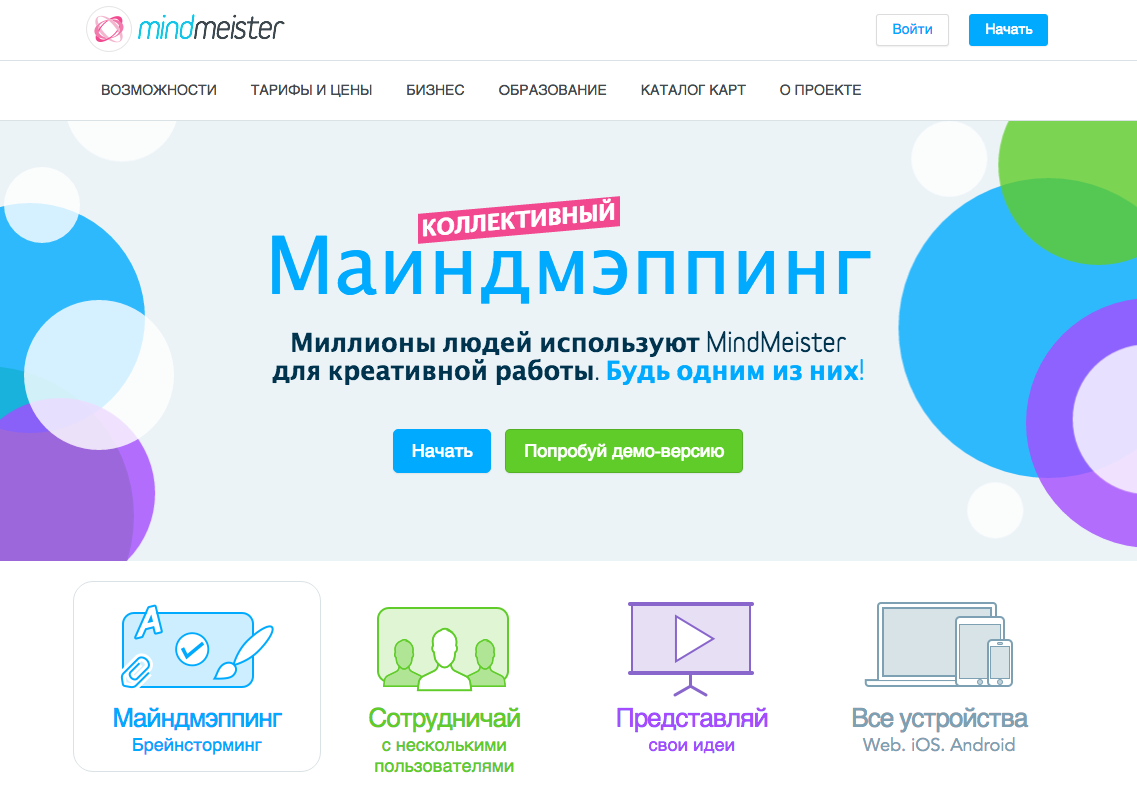 mindmeister
Войти
Начать
ВОЗМОЖНОСТИ
ТАРИФЫ И ЦЕНЫ
БИЗНЕС
ОБРАЗОВАНИЕ
КАТАЛОГ КАРТ
О ПРОЕКТЕ
КОЛЛЕКТИВНЫЙ
Маиндмэппинг
Миллионы людей используют MindMeister
для креативной работы. Будь одним из них!
Начать
Попробуй демо-версию
A
Майндмэппинг
Брейнсторминг
Сотрудничай
с несколькими
пользователями
Представляй
свои идеи
Все устройства
Web. iOS. Android